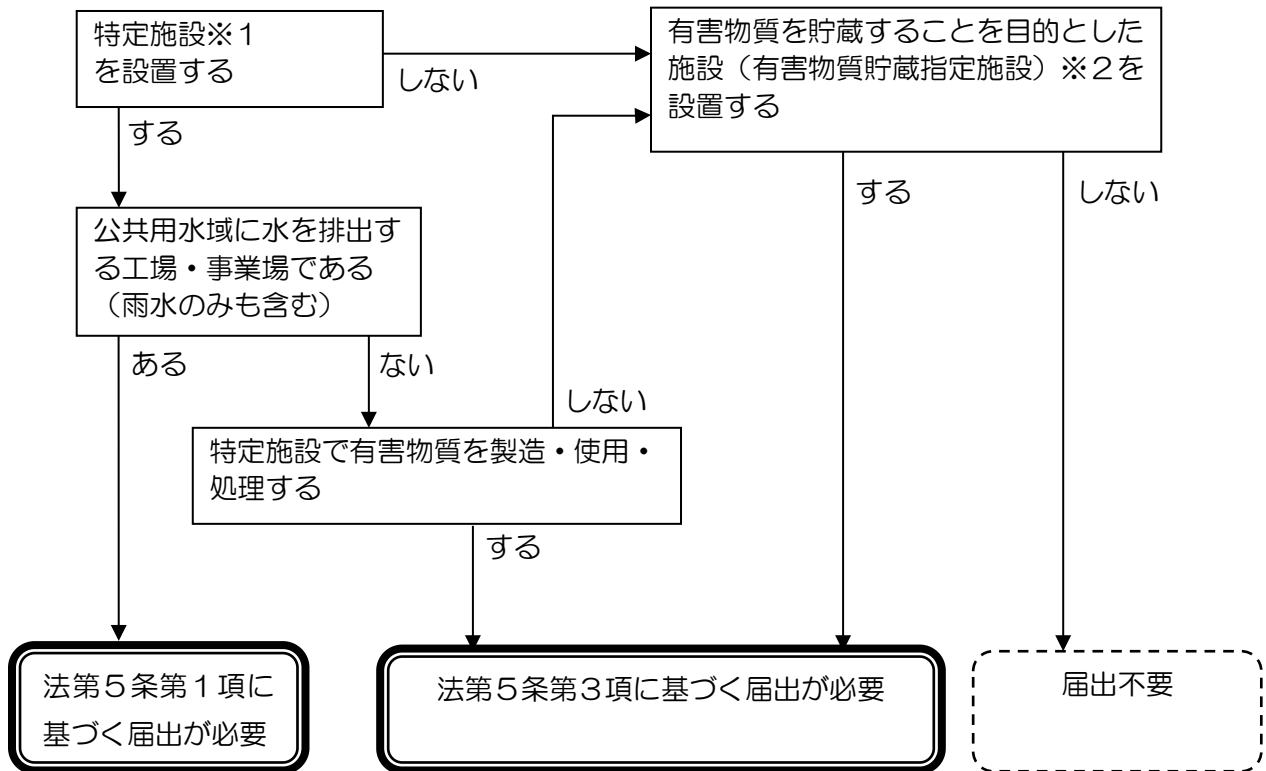 特定施設※１
を設置する
しない
有害物質を貯蔵することを目的とした
施設（有害物質貯蔵指定施設）※２を
設置する
する
する
しない
公共用水域に水を排出す
る工場・事業場である
（雨水のみも含む）
ある
ない
しない
特定施設で有害物質を製造・使用・
処理する
する
法第５条第１項に
基づく届出が必要
法第５条第３項に基づく届出が必要
届出不要